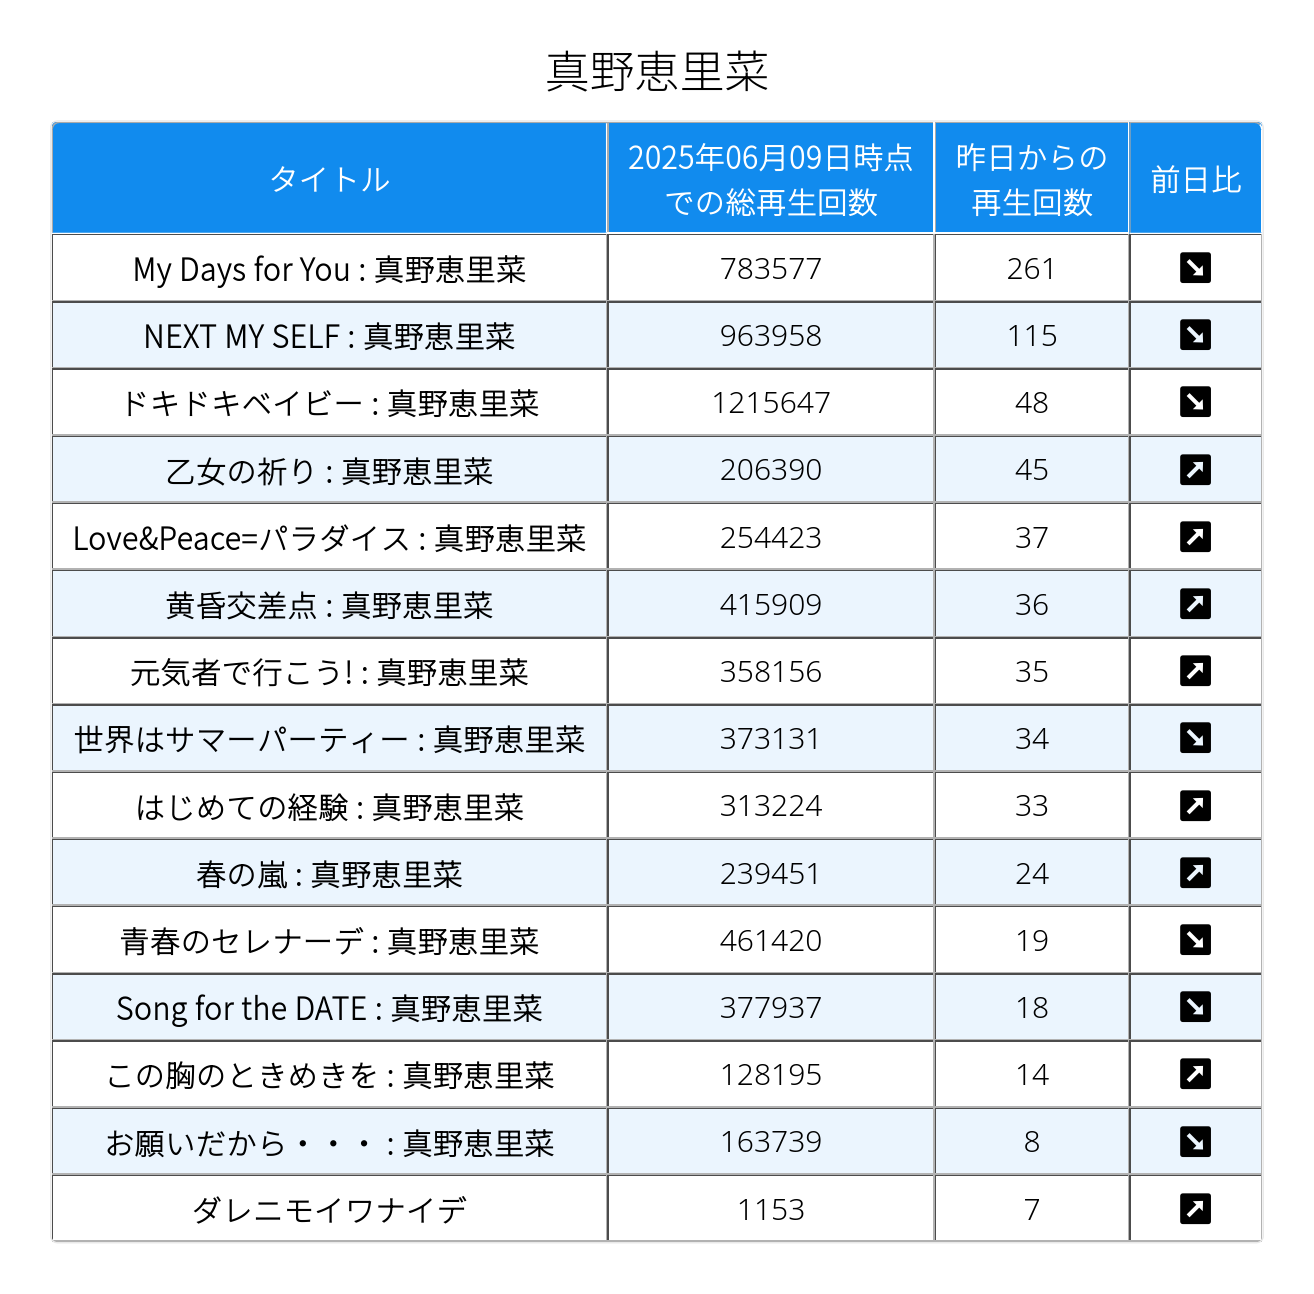 真野恵里菜
タイトル 2025年06月09日時点での総再生回数 昨日からの再生回数 前日比
My Days for You : 真野恵里菜 783577 261 ↘
NEXT MY SELF : 真野恵里菜 963958 115 ↘
ドキドキベイビー : 真野恵里菜 1215647 48 ↘
乙女の祈り : 真野恵里菜 206390 45 ↗
Love&Peace=パラダイス : 真野恵里菜 254423 37 ↗
黄昏交差点 : 真野恵里菜 415909 36 ↗
元気者で行こう! : 真野恵里菜 358156 35 ↗
世界はサマーパーティー : 真野恵里菜 373131 34 ↘
はじめての経験 : 真野恵里菜 313224 33 ↗
春の嵐 : 真野恵里菜 239451 24 ↗
青春のセレナーデ : 真野恵里菜 461420 19 ↘
Song for the DATE : 真野恵里菜 377937 18 ↘
この胸のときめきを : 真野恵里菜 128195 14 ↗
お願いだから・・・ : 真野恵里菜 163739 8 ↘
ダレニモイワナイデ 1153 7 ↗